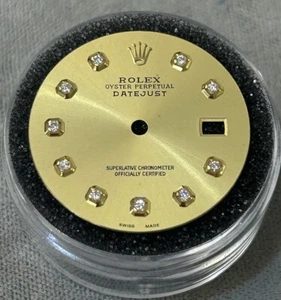 ROLEX
OYSTER PERPETUAL
DATEJUST
SUPERLATIVE CHRONOMETER
OFFICIALLY CERTIFIED
SWISS MADE